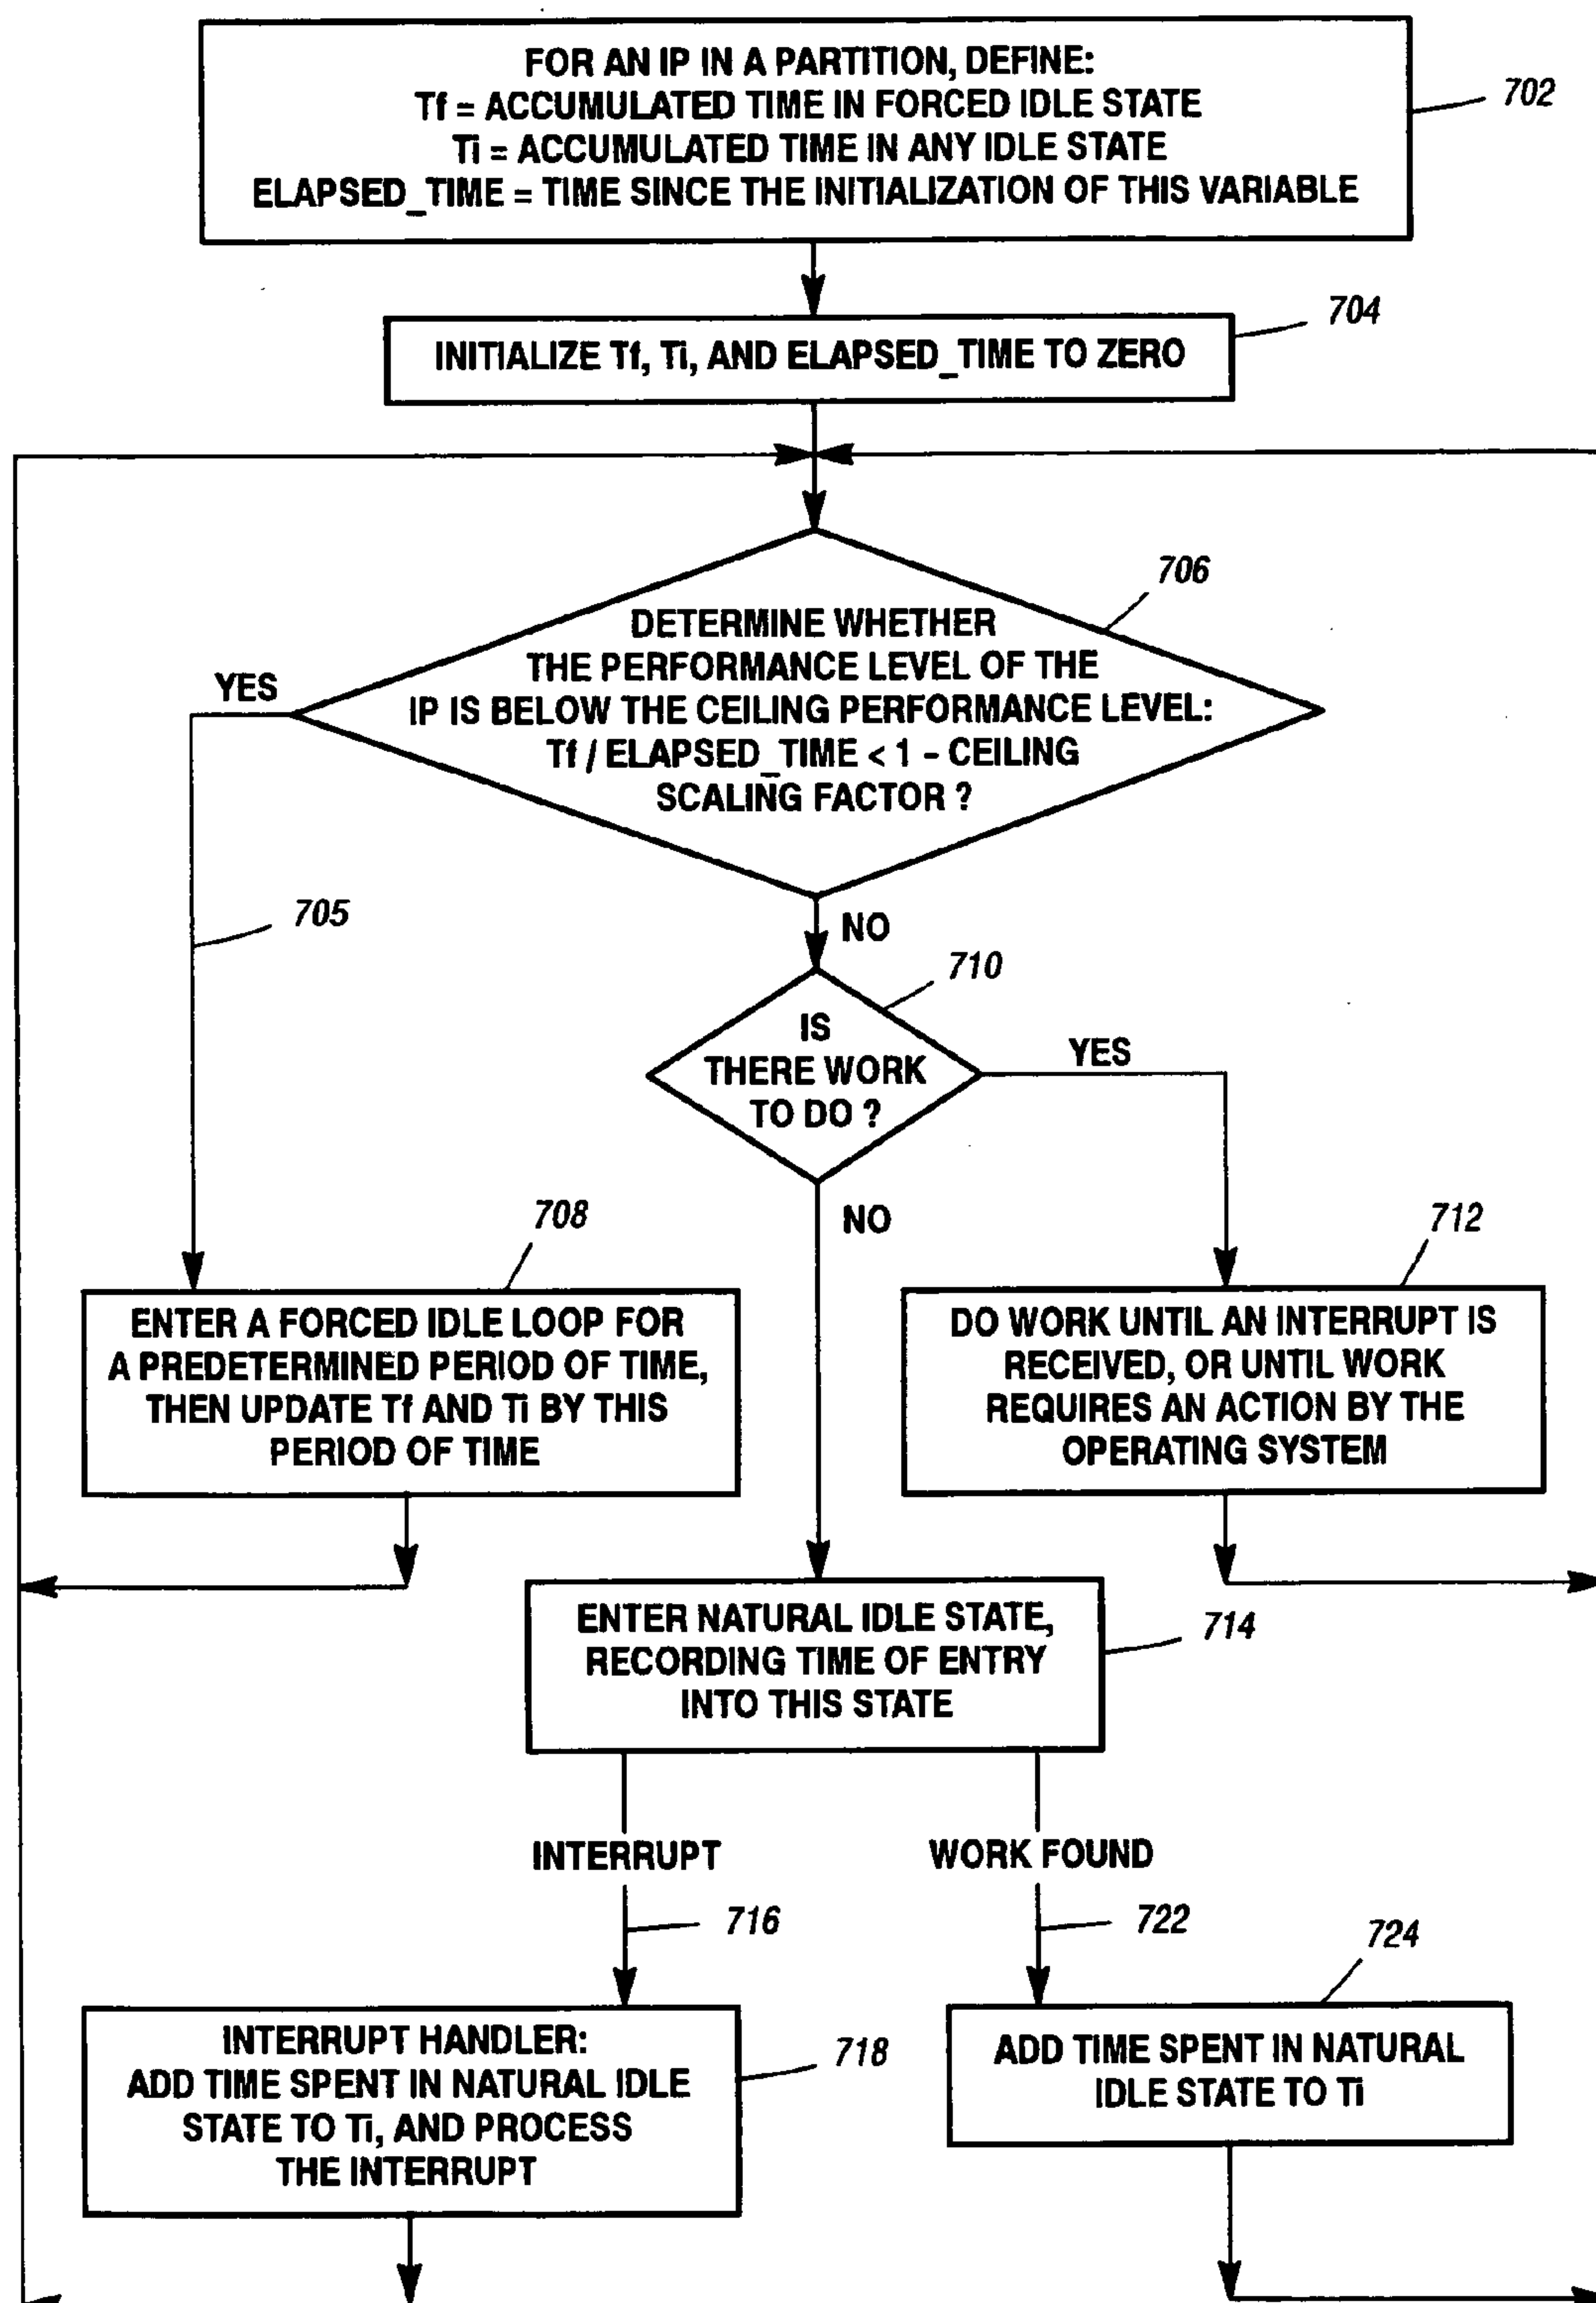 FOR AN IP IN A PARTITION, DEFINE:
Tf = ACCUMULATED TIME IN FORCED IDLE STATE
Ti = ACCUMULATED TIME IN ANY IDLE STATE
ELAPSED_TIME = TIME SINCE THE INITIALIZATION OF THIS VARIABLE
702
704
INITIALIZE Tf, Ti, AND ELAPSED_TIME TO ZERO
706
DETERMINE WHETHER
THE PERFORMANCE LEVEL OF THE
IP IS BELOW THE CEILING PERFORMANCE LEVEL:
Tf / ELAPSED_TIME < 1 - CEILING
SCALING FACTOR ?
YES
705
NO
710
IS
THERE WORK
TO DO ?
YES
NO
708
ENTER A FORCED IDLE LOOP FOR
A PREDETERMINED PERIOD OF TIME,
THEN UPDATE Tf AND Ti BY THIS
PERIOD OF TIME
712
DO WORK UNTIL AN INTERRUPT IS
RECEIVED, OR UNTIL WORK
REQUIRES AN ACTION BY THE
OPERATING SYSTEM
ENTER NATURAL IDLE STATE,
RECORDING TIME OF ENTRY
INTO THIS STATE
714
INTERRUPT
716
WORK FOUND
722
724
INTERRUPT HANDLER:
ADD TIME SPENT IN NATURAL IDLE
STATE TO Ti, AND PROCESS
THE INTERRUPT
718
ADD TIME SPENT IN NATURAL
IDLE STATE TO Ti